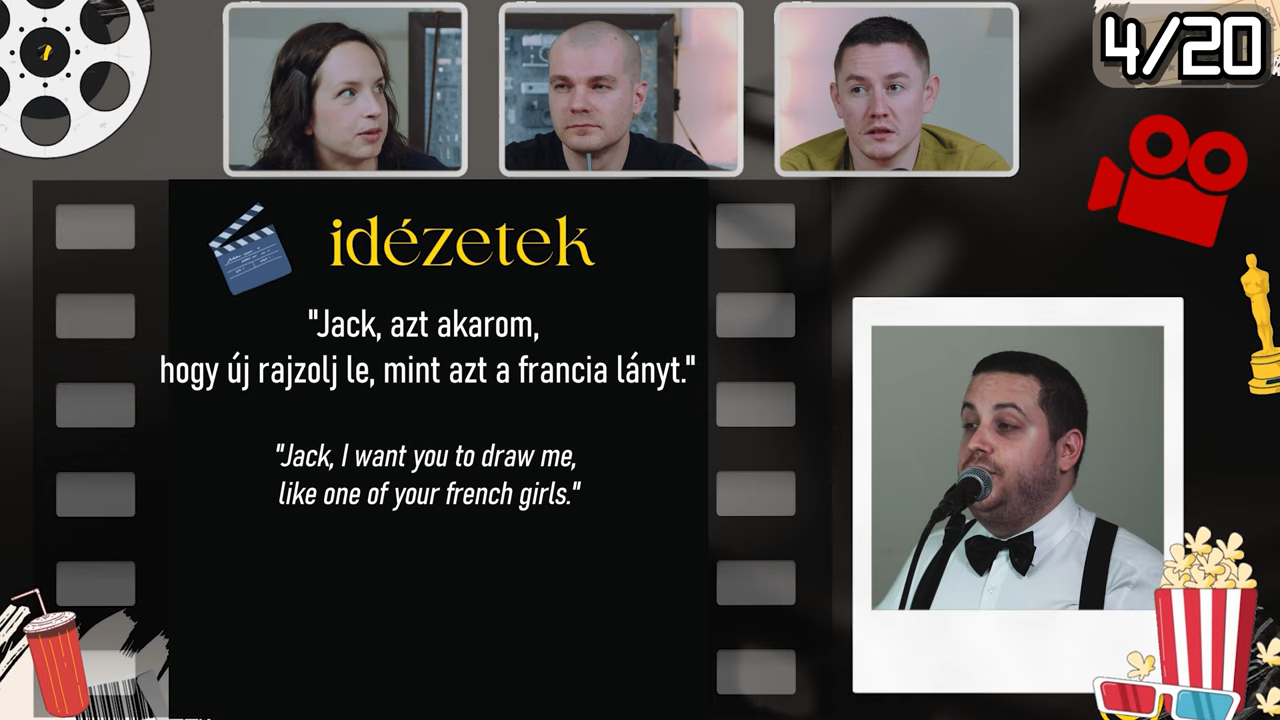 4/20
idézetek
"Jack, azt akarom,
hogy új rajzolj le, mint azt a francia lányt."
"Jack, I want you to draw me,
like one of your french girls."